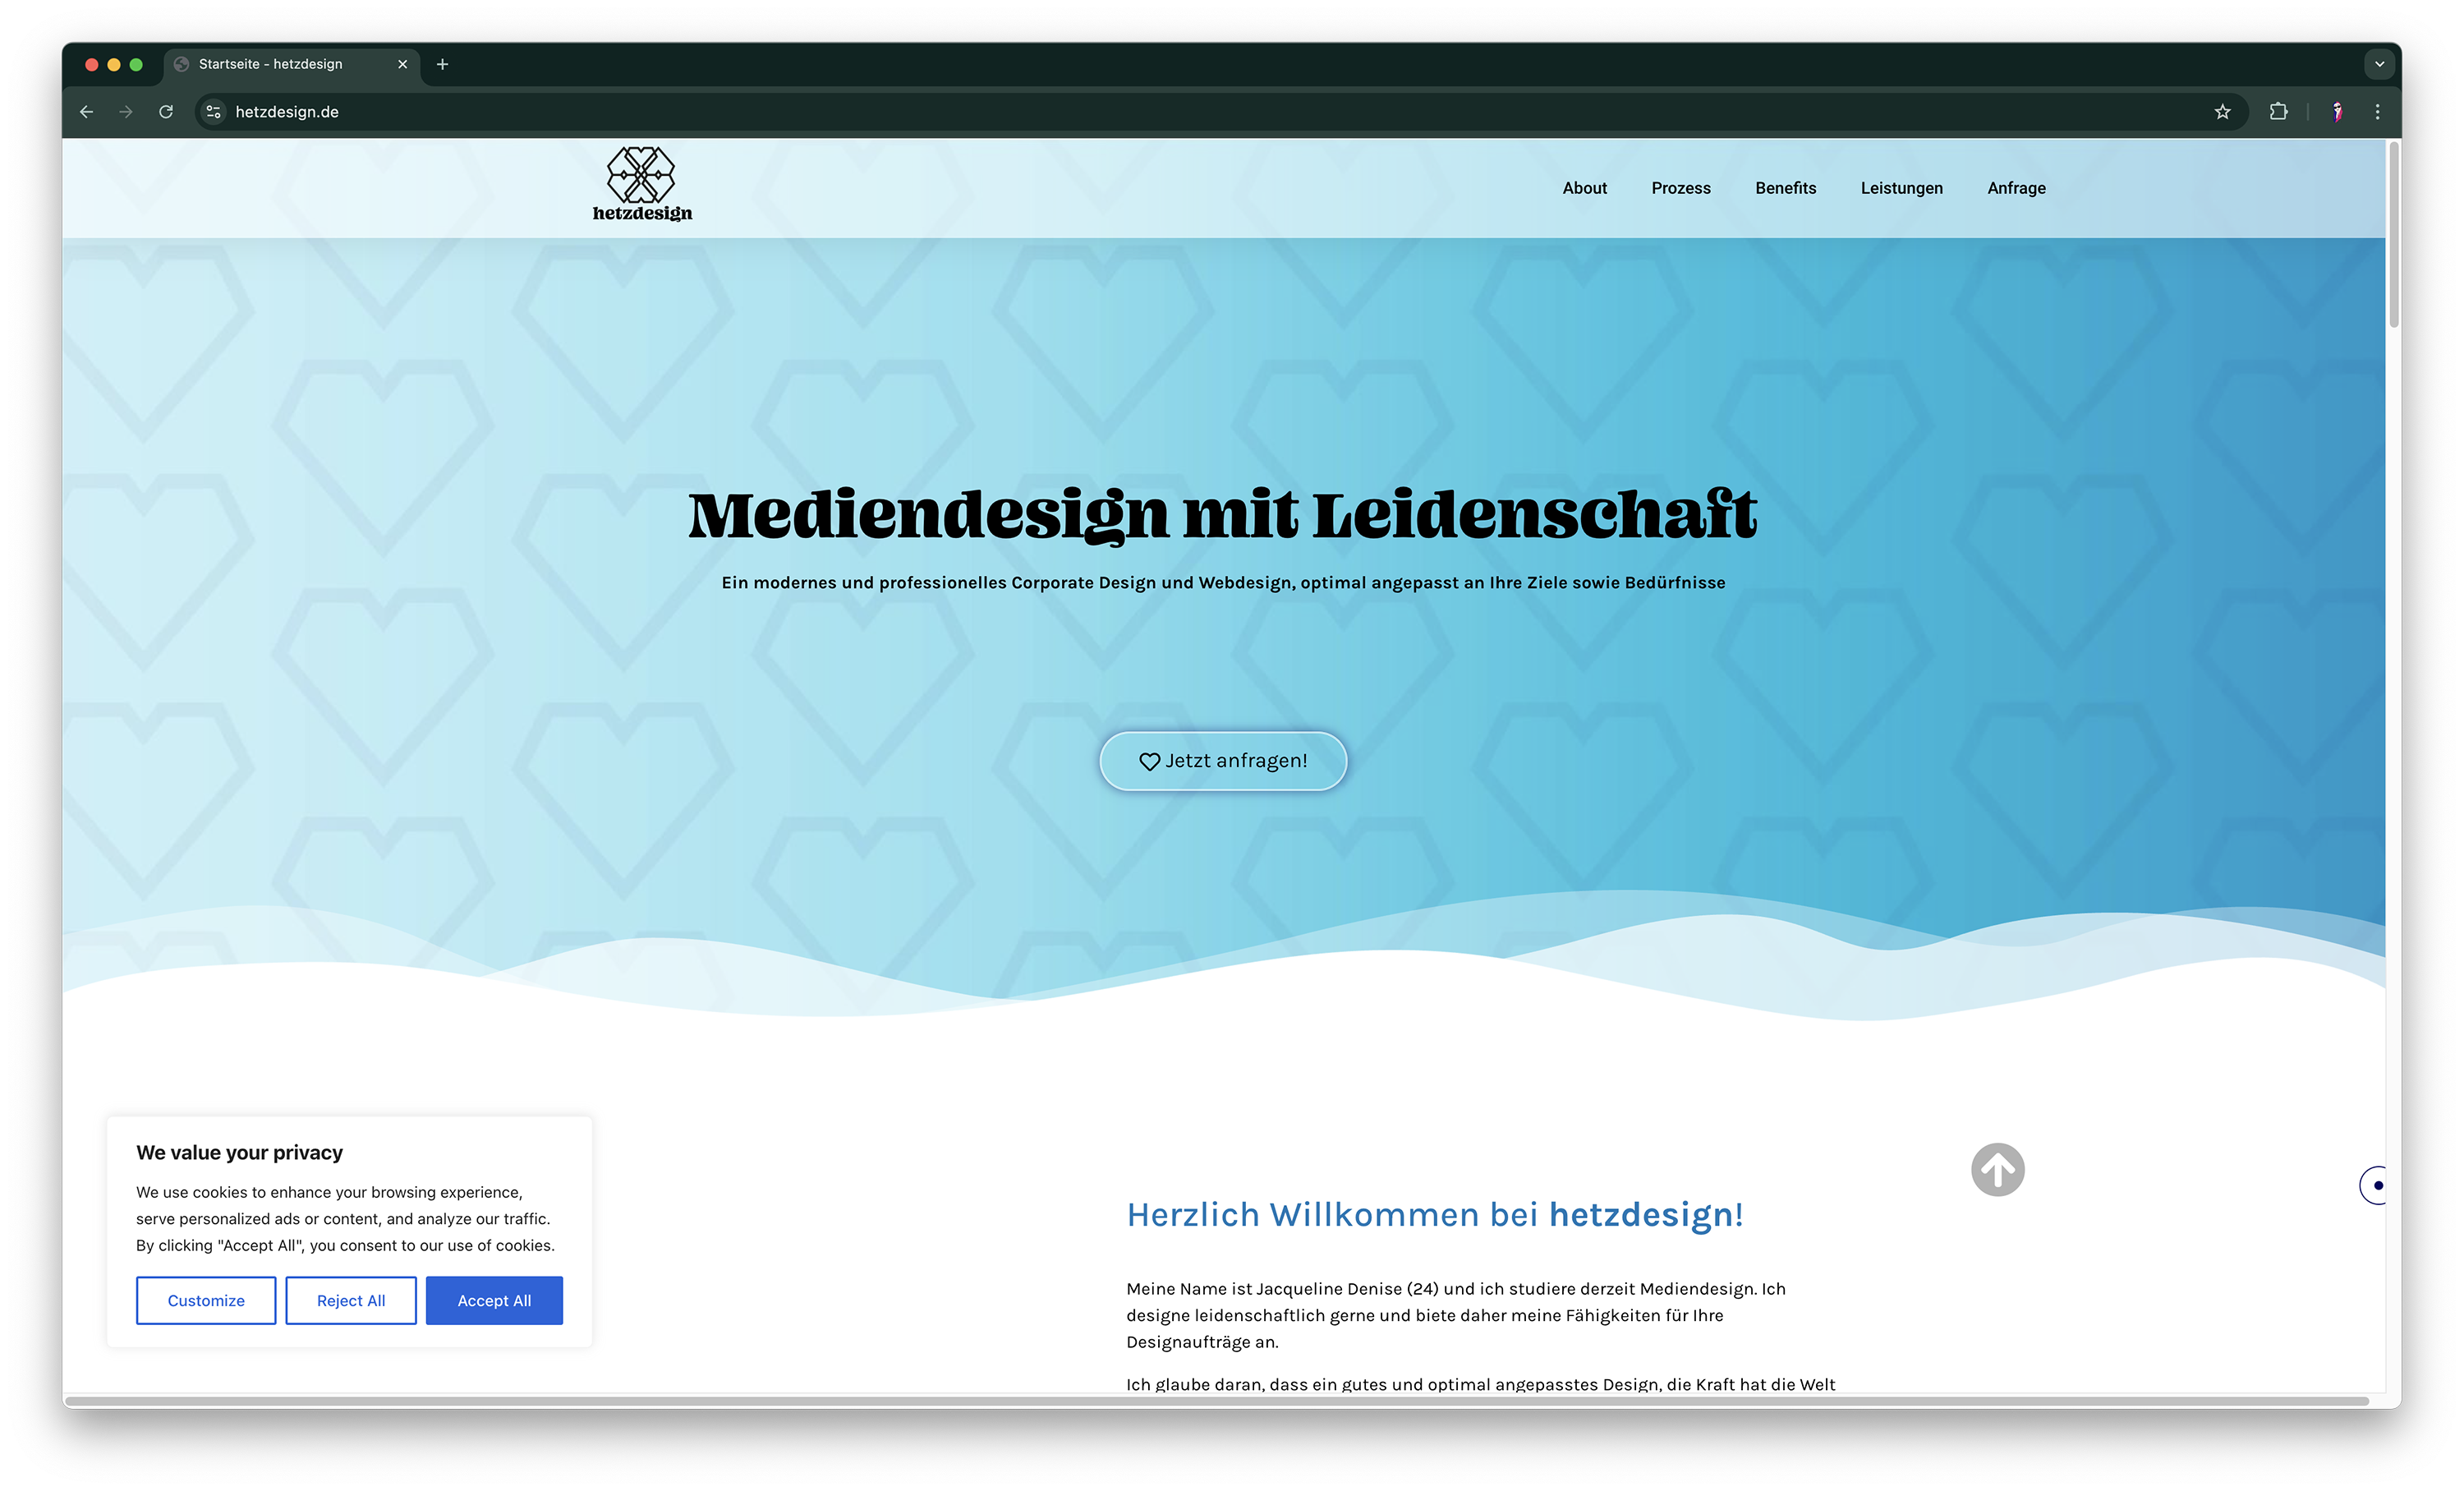 Startseite - hetzdesign
hetzdesign.de
hetzdesign
About Prozess Benefits Leistungen Anfrage
Mediendesign mit Leidenschaft
Ein modernes und professionelles Corporate Design und Webdesign, optimal angepasst an Ihre Ziele sowie Bedürfnisse
Jetzt anfragen!
We value your privacy
We use cookies to enhance your browsing experience,
serve personalized ads or content, and analyze our traffic.
By clicking "Accept All", you consent to our use of cookies.
Customize Reject All Accept All
Herzlich Willkommen bei hetzdesign!
Meine Name ist Jacqueline Denise (24) und ich studiere derzeit Mediendesign. Ich
designe leidenschaftlich gerne und biete daher meine Fähigkeiten für Ihre
Designaufträge an.
Ich glaube daran, dass ein gutes und optimal angepasstes Design, die Kraft hat die Welt